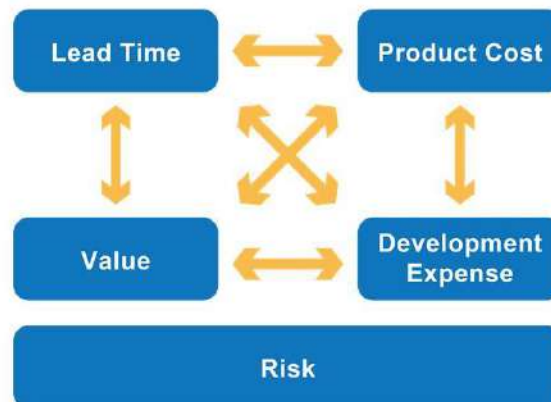 Lead Time
Product Cost
Value
Development
Expense
Risk